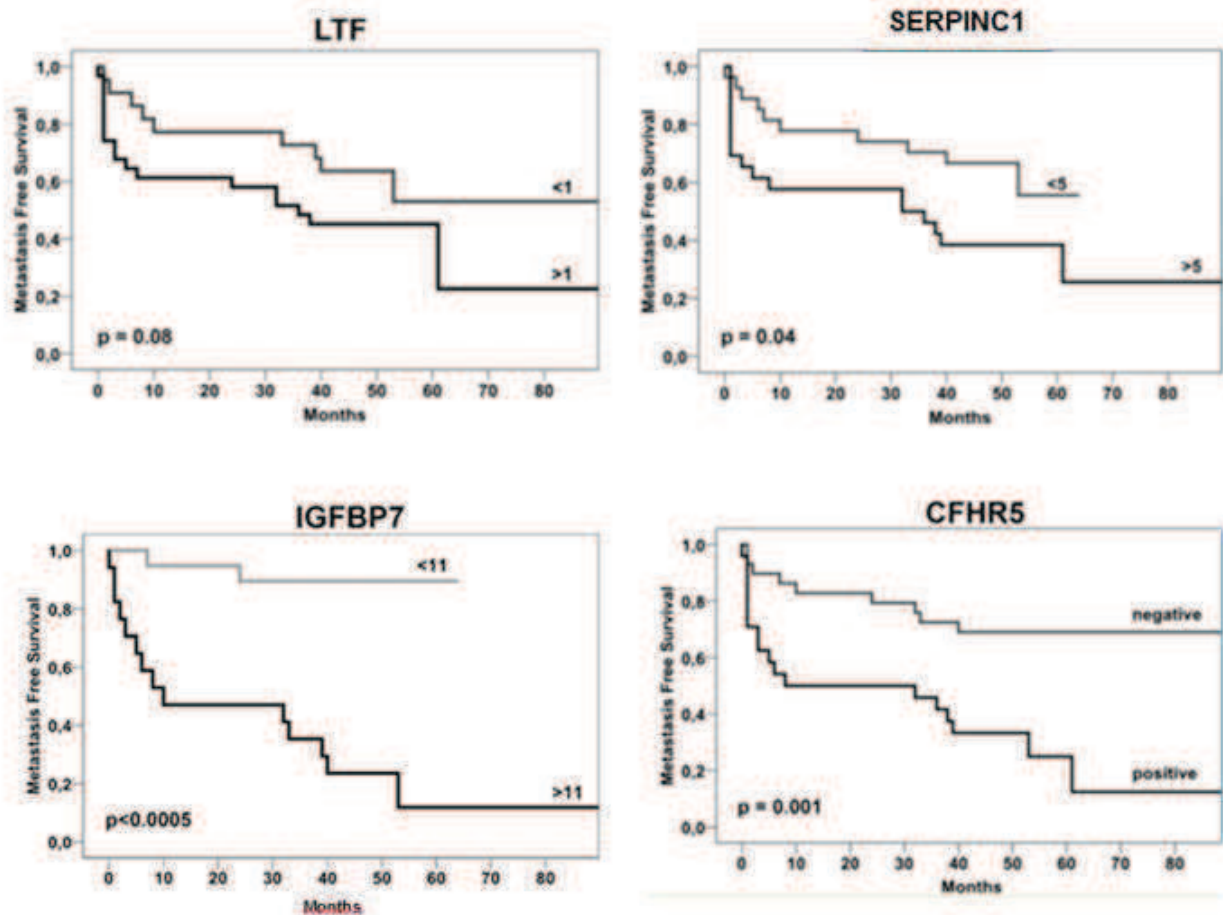 LTF
1,0
0,8
0,6
0,4
0,2
0,0
Metastasis Free Survival
<1
>1
p = 0.08
0 10 20 30 40 50 60 70 80
Months
SERPINC1
1,0
0,8
0,6
0,4
0,2
0,0
Metastasis Free Survival
<5
>5
p = 0.04
0 10 20 30 40 50 60 70 80
Months
IGFBP7
1,0
0,8
0,6
0,4
0,2
0,0
Metastasis Free Survival
<11
>11
p<0.0005
0 10 20 30 40 50 60 70 80
Months
CFHR5
1,0
0,8
0,6
0,4
0,2
0,0
Metastasis Free Survival
negative
positive
p = 0.001
0 10 20 30 40 50 60 70 80
Months